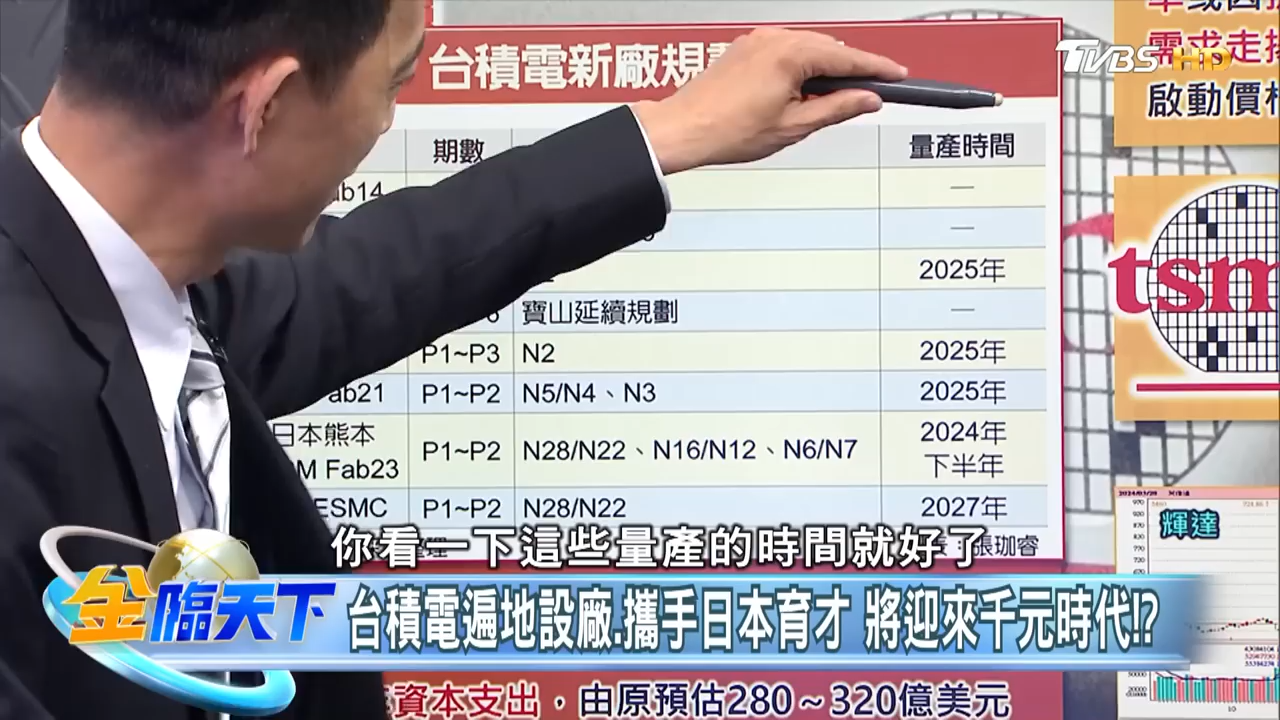 台積電新廠規
TVBS HD
需求走
啟動價
期數
量產時間
ab14
—
—
2025年
寶山延續規劃
—
P1~P3 N2 2025年
ab21 P1~P2 N5/N4、N3 2025年
日本熊本
M Fab23
P1~P2 N28/N22、N16/N12、N6/N7
2024年
下半年
ESMC P1~P2 N28/N22 2027年
張珈睿
tsm
輝達
你看一下這些量產的時間就好了
金臨天下
台積電遍地設廠.攜手日本育才 將迎來千元時代!?
資本支出，由原預估280～320億美元